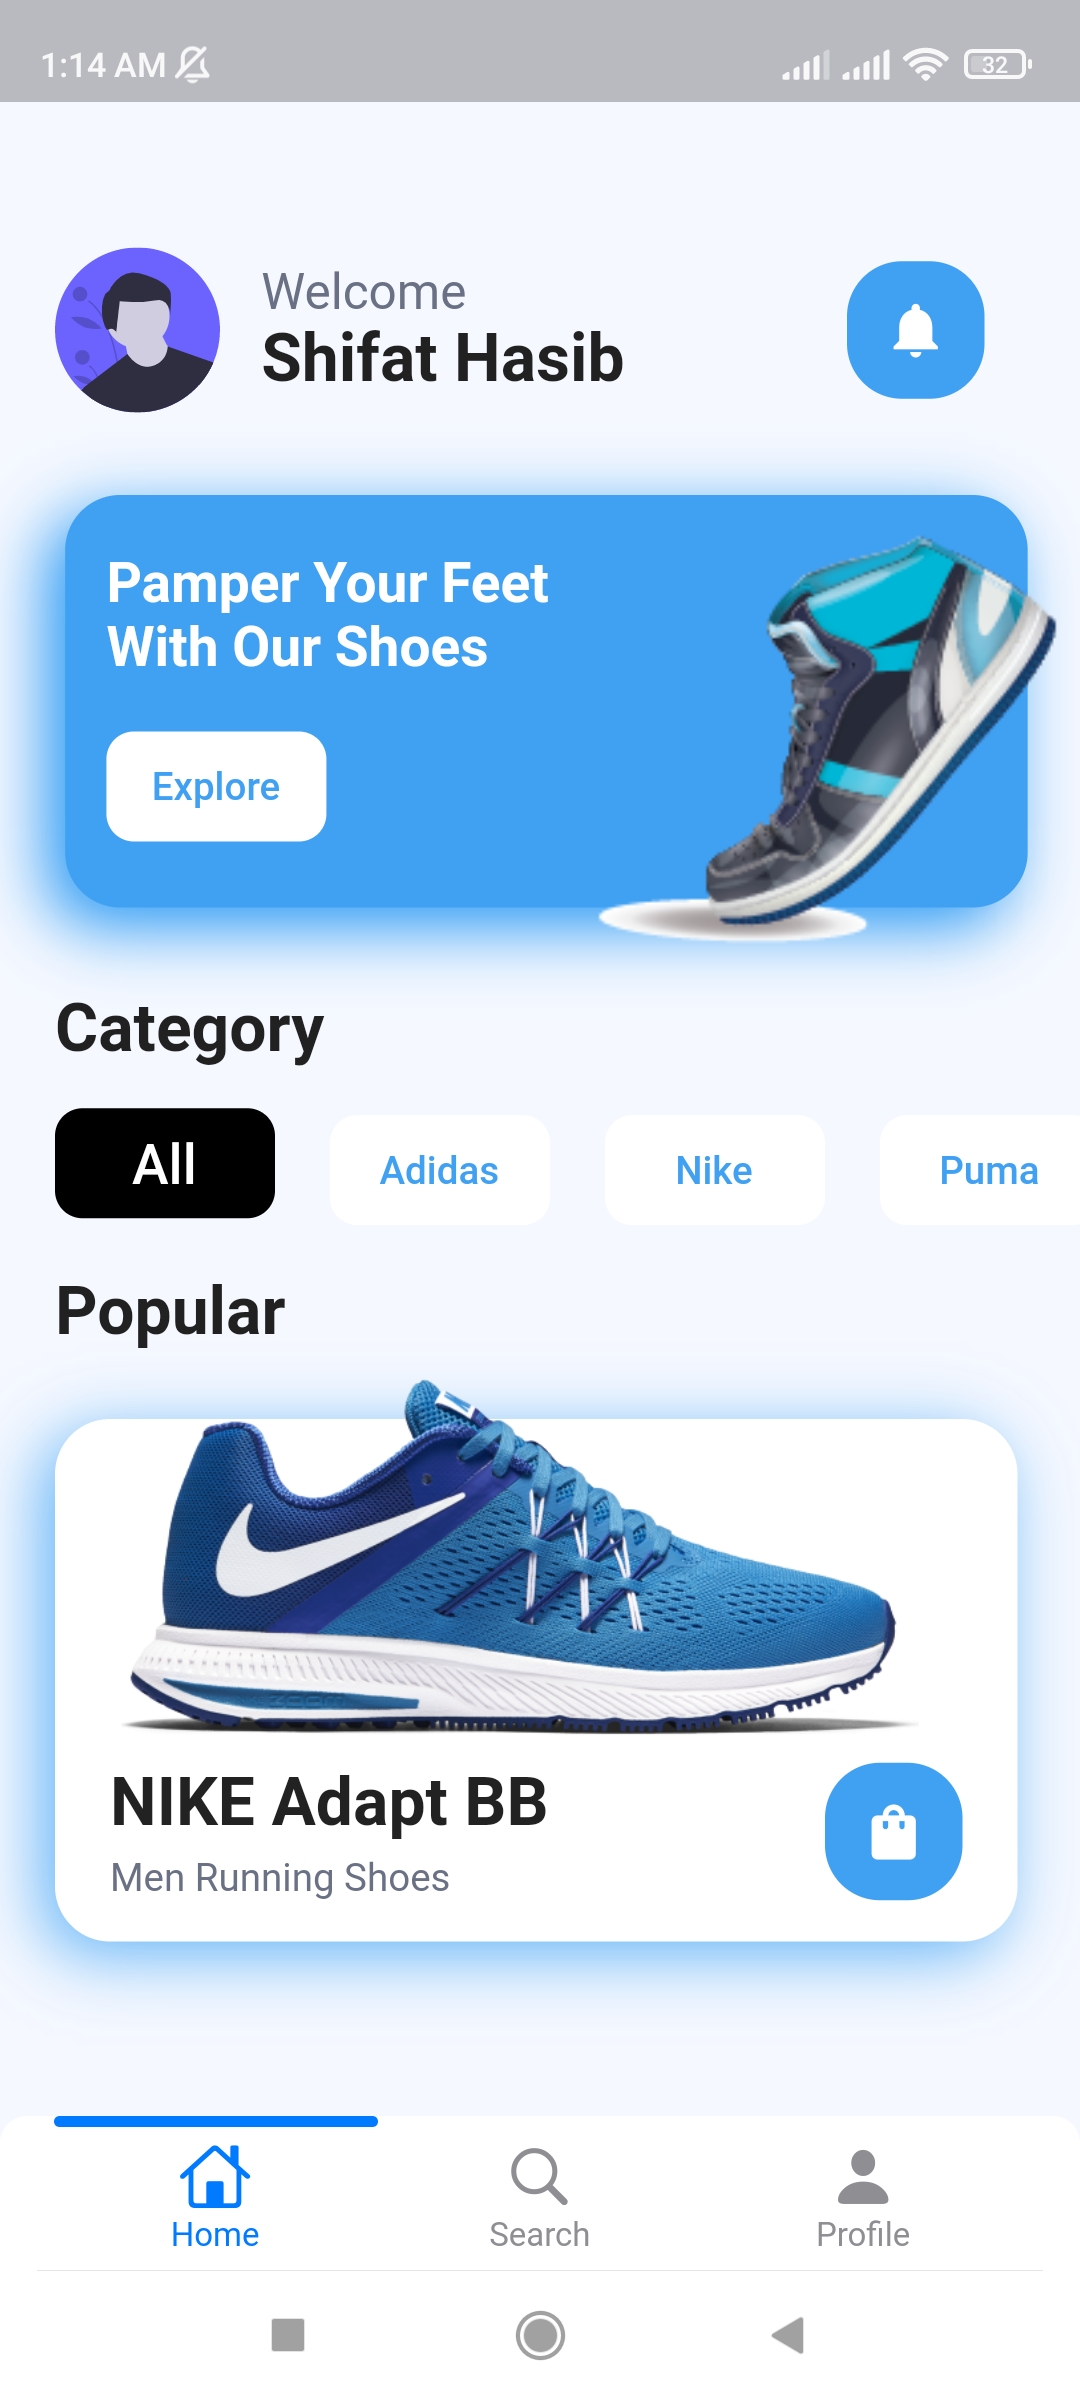 1:14 AM
32
Welcome
Shifat Hasib
Pamper Your Feet
With Our Shoes
Explore
Category
All
Adidas
Nike
Puma
Popular
NIKE Adapt BB
Men Running Shoes
Home
Search
Profile